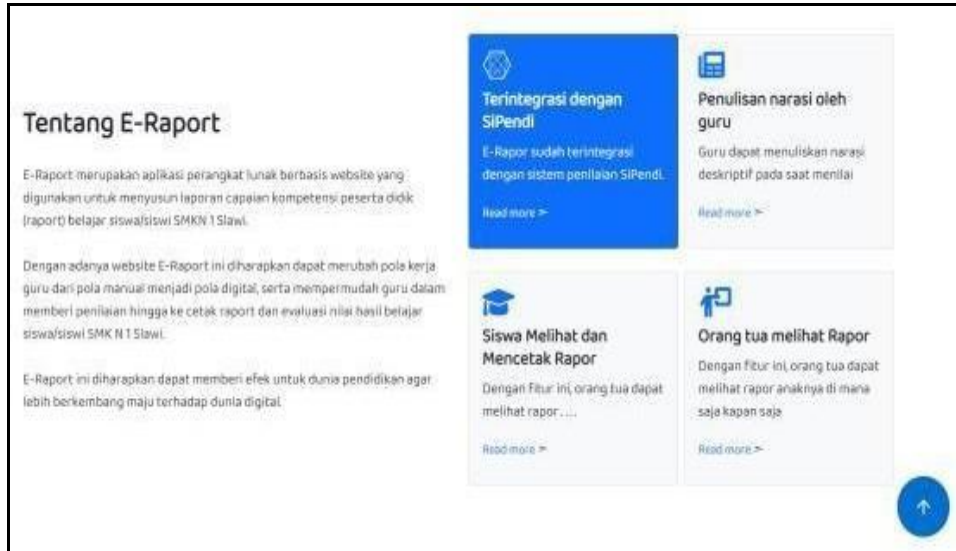 Tentang E-Raport
E-Raport merupakan aplikasi perangkat lunak berbasis website yang
digunakan untuk menyusun laporan capaian kompetensi peserta didik
(raport) belajar siswa/siswi SMKN 1 Slawi.
Dengan adanya website E-Raport ini diharapkan dapat merubah pola kerja
guru dari pola manual menjadi pola digital, serta mempermudah guru dalam
memberi penilaian hingga ke cetak raport dan evaluasi nilai hasil belajar
siswa/siswi SMK N 1 Slawi.
E-Raport ini diharapkan dapat memberi efek untuk dunia pendidikan agar
lebih berkembang maju terhadap dunia digital.
Terintegrasi dengan
SiPendi
E-Rapor sudah terintegrasi
dengan sistem penilaian SiPendi.
Read more >
Penulisan narasi oleh
guru
Guru dapat menuliskan narasi
deskriptif pada saat menilai
Read more >
Siswa Melihat dan
Mencetak Rapor
Dengan Fitur ini, orang tua dapat
melihat rapor....
Read more >
Orang tua melihat Rapor
Dengan Fitur ini, orang tua dapat
melihat rapor anaknya di mana
saja kapan saja
Read more >